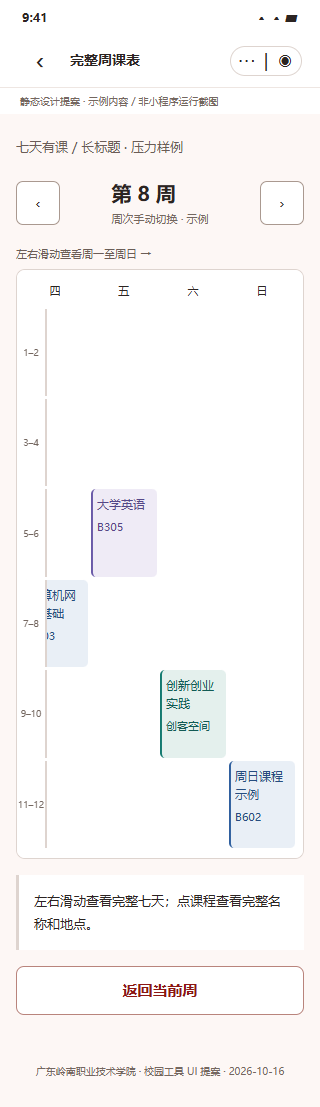 9:41
完整周课表
静态设计提案 · 示例内容 / 非小程序运行截图
七天有课 / 长标题 · 压力样例
第 8 周
周次手动切换 · 示例
左右滑动查看周一至周日 →
四 五 六 日
1–2
3–4
5–6
大学英语
B305
7–8
算机网
基础
03
9–10
创新创业
实践
创客空间
11–12
周日课程
示例
B602
左右滑动查看完整七天；点课程查看完整名
称和地点。
返回当前周
广东岭南职业技术学院 · 校园工具 UI 提案 · 2026-10-16